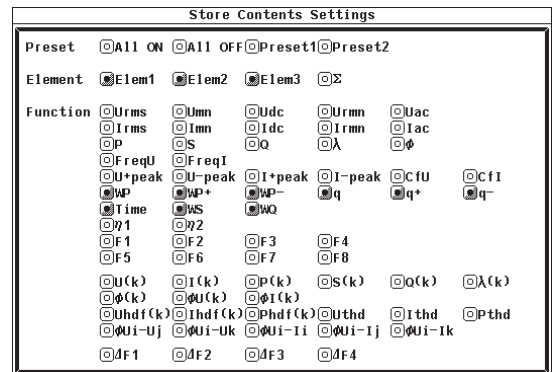 Store Contents Settings
Preset All ON All OFF Preset1 Preset2
Element Elem1 Elem2 Elem3 Σ
Function Urms Umn Udc Urmn Uac
Irms Imn Idc Irmn Iac
P S Q λ ϕ
FreqU FreqI
U+peak U-peak I+peak I-peak CfU CfI
WP WP+ WP- q q+ q-
Time WS WQ
η1 η2
F1 F2 F3 F4
F5 F6 F7 F8
U(k) I(k) P(k) S(k) Q(k) λ(k)
ϕ(k) ϕU(k) ϕI(k)
Uhdf(k) Ihdf(k) Phdf(k) Uthd Ithd Pthd
ϕUi-Uj ϕUi-Uk ϕUi-Ii ϕUi-Ij ϕUi-Ik
ΔF1 ΔF2 ΔF3 ΔF4